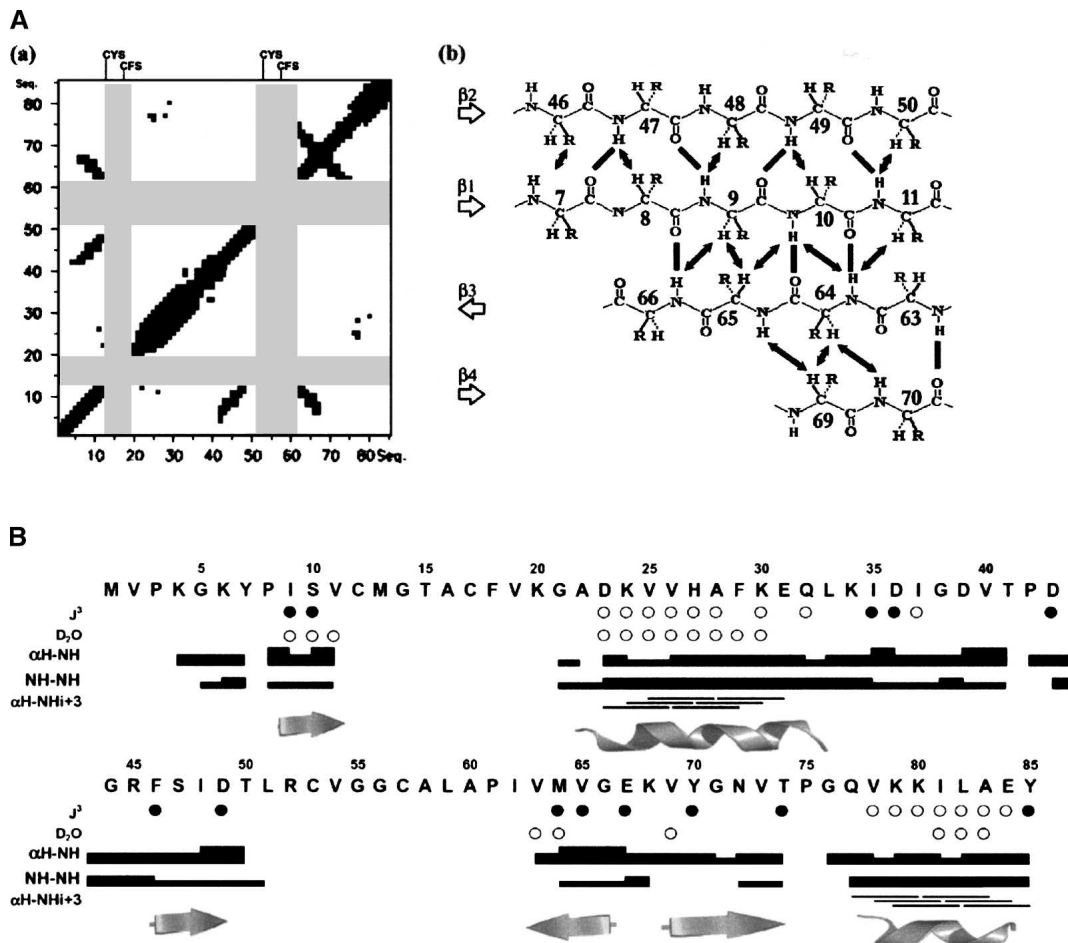 A
(a)
CYS CYS
CFS CFS
Seq.
80
70
60
50
40
30
20
10
10 20 30 40 50 60 70 80 Seq.
(b)
β2
H R O H R O H R
N 46 C N C 47 C N 48 C N C 49 C N 50 C
H R O H R O H R O
β1
H O H R H O H R H O
N 7 C N C 8 C N 9 C N C 10 C N 11 C
H R O H R H O H R
β3
O H R H O H R H
C 66 N C 65 C N C 64 N C 63 C N
R H O H R H O H
β4
H R H O
N C 69 C N 70 C
H O H R
B
5 10 15 20 25 30 35 40
M V P K G K Y P I S V C M G T A C F V K G A D K V V H A F K E Q L K I D I G D V T P D
J³
D₂O
αH-NH
NH-NH
αH-NHi+3
45 50 55 60 65 70 75 80 85
G R F S I D T L R C V G G C A L A P I V M V G E K V Y G N V T P G Q V K K I L A E Y
J³
D₂O
αH-NH
NH-NH
αH-NHi+3